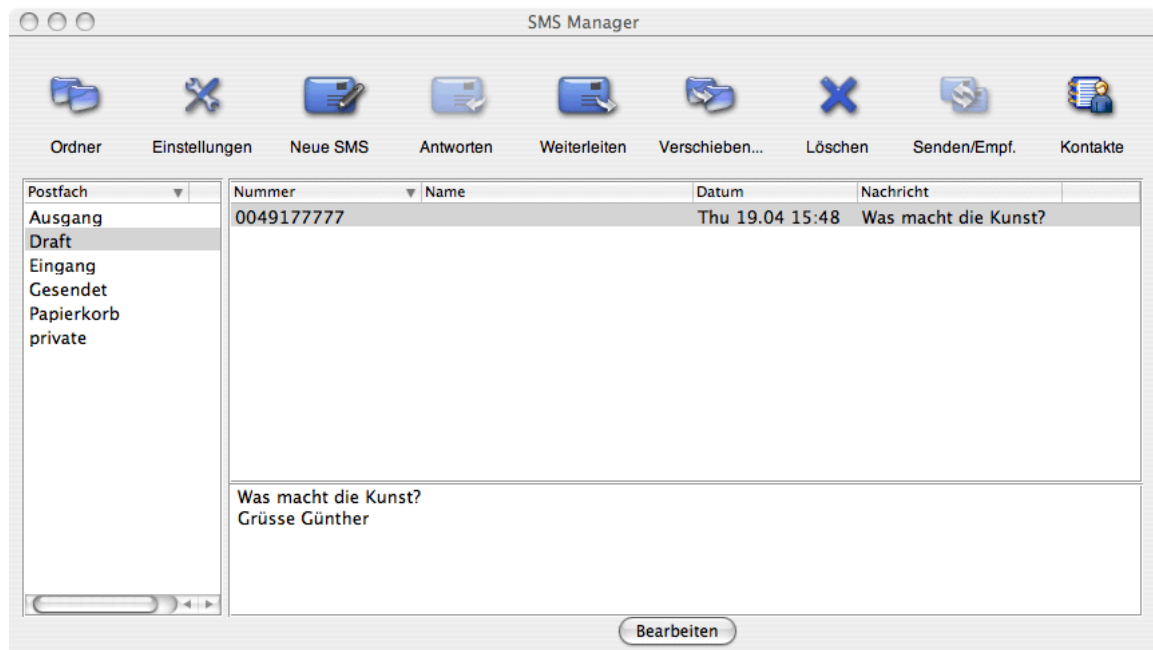 SMS Manager
Ordner Einstellungen Neue SMS Antworten Weiterleiten Verschieben... Löschen Senden/Empf. Kontakte
Postfach Nummer Name Datum Nachricht
Ausgang 0049177777 Thu 19.04 15:48 Was macht die Kunst?
Draft
Eingang
Gesendet
Papierkorb
private
Was macht die Kunst?
Grüsse Günther
Bearbeiten